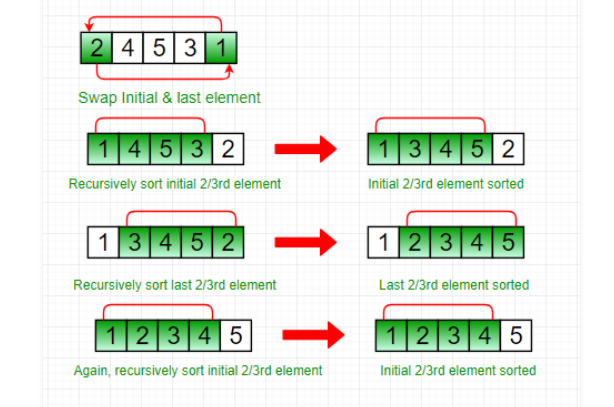 2 4 5 3 1
Swap Initial & last element
1 4 5 3 2 1 3 4 5 2
Recursively sort initial 2/3rd element Initial 2/3rd element sorted
1 3 4 5 2 1 2 3 4 5
Recursively sort last 2/3rd element Last 2/3rd element sorted
1 2 3 4 5 1 2 3 4 5
Again, recursively sort initial 2/3rd element Initial 2/3rd element sorted